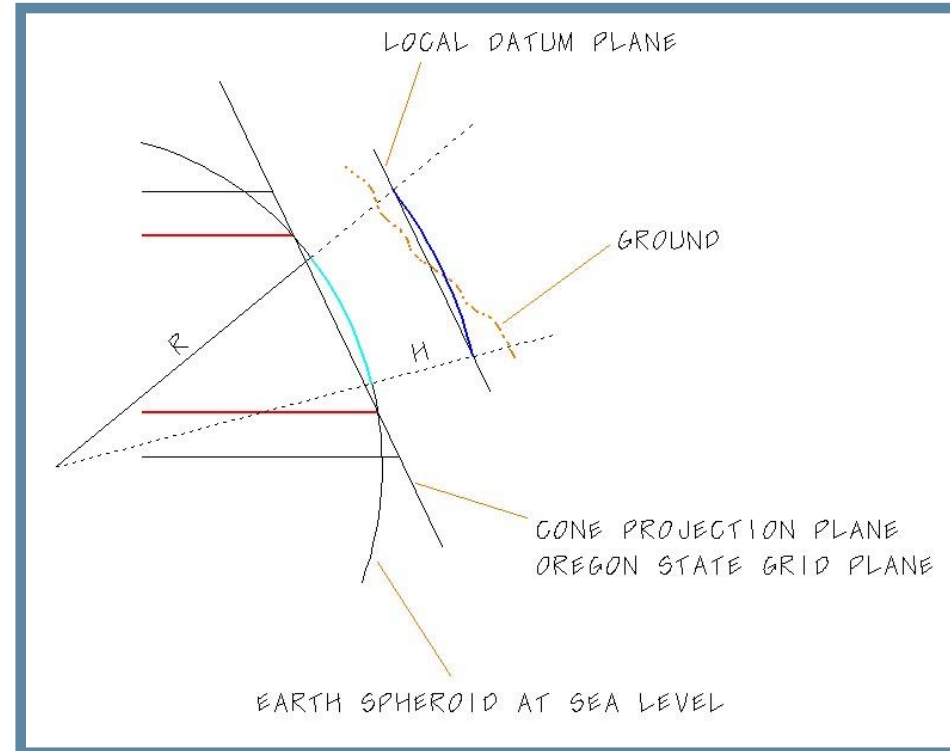 LOCAL DATUM PLANE
GROUND
R
H
CONE PROJECTION PLANE
OREGON STATE GRID PLANE
EARTH SPHEROID AT SEA LEVEL